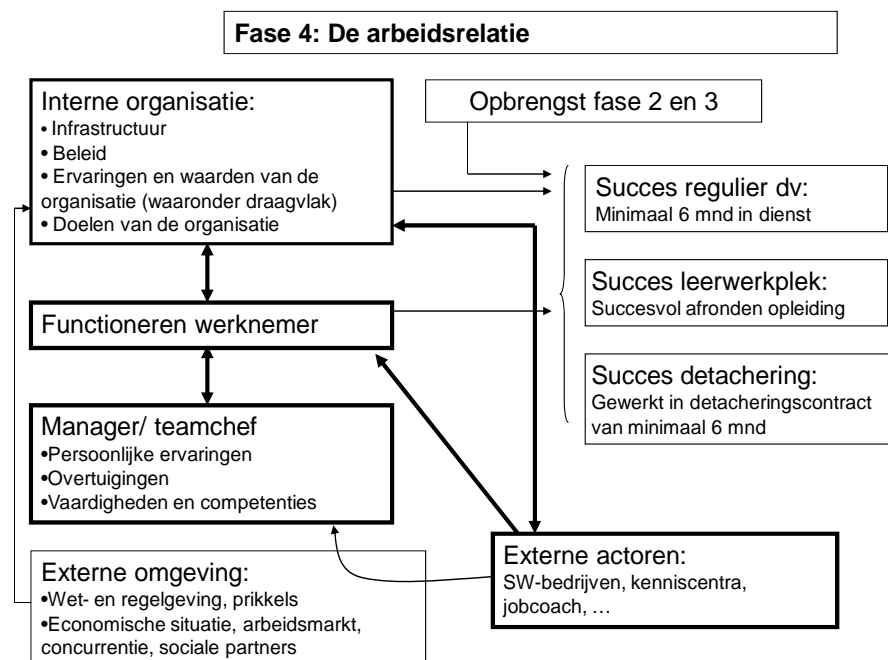 Fase 4: De arbeidsrelatie
Interne organisatie:
• Infrastructuur
• Beleid
• Ervaringen en waarden van de
organisatie (waaronder draagvlak)
• Doelen van de organisatie
Opbrengst fase 2 en 3
Succes regulier dv:
Minimaal 6 mnd in dienst
Functioneren werknemer
Succes leerwerkplek:
Succesvol afronden opleiding
Succes detachering:
Gewerkt in detacheringscontract
van minimaal 6 mnd
Manager/ teamchef
•Persoonlijke ervaringen
•Overtuigingen
•Vaardigheden en competenties
Externe omgeving:
•Wet- en regelgeving, prikkels
•Economische situatie, arbeidsmarkt,
concurrentie, sociale partners
Externe actoren:
SW-bedrijven, kenniscentra,
jobcoach, …